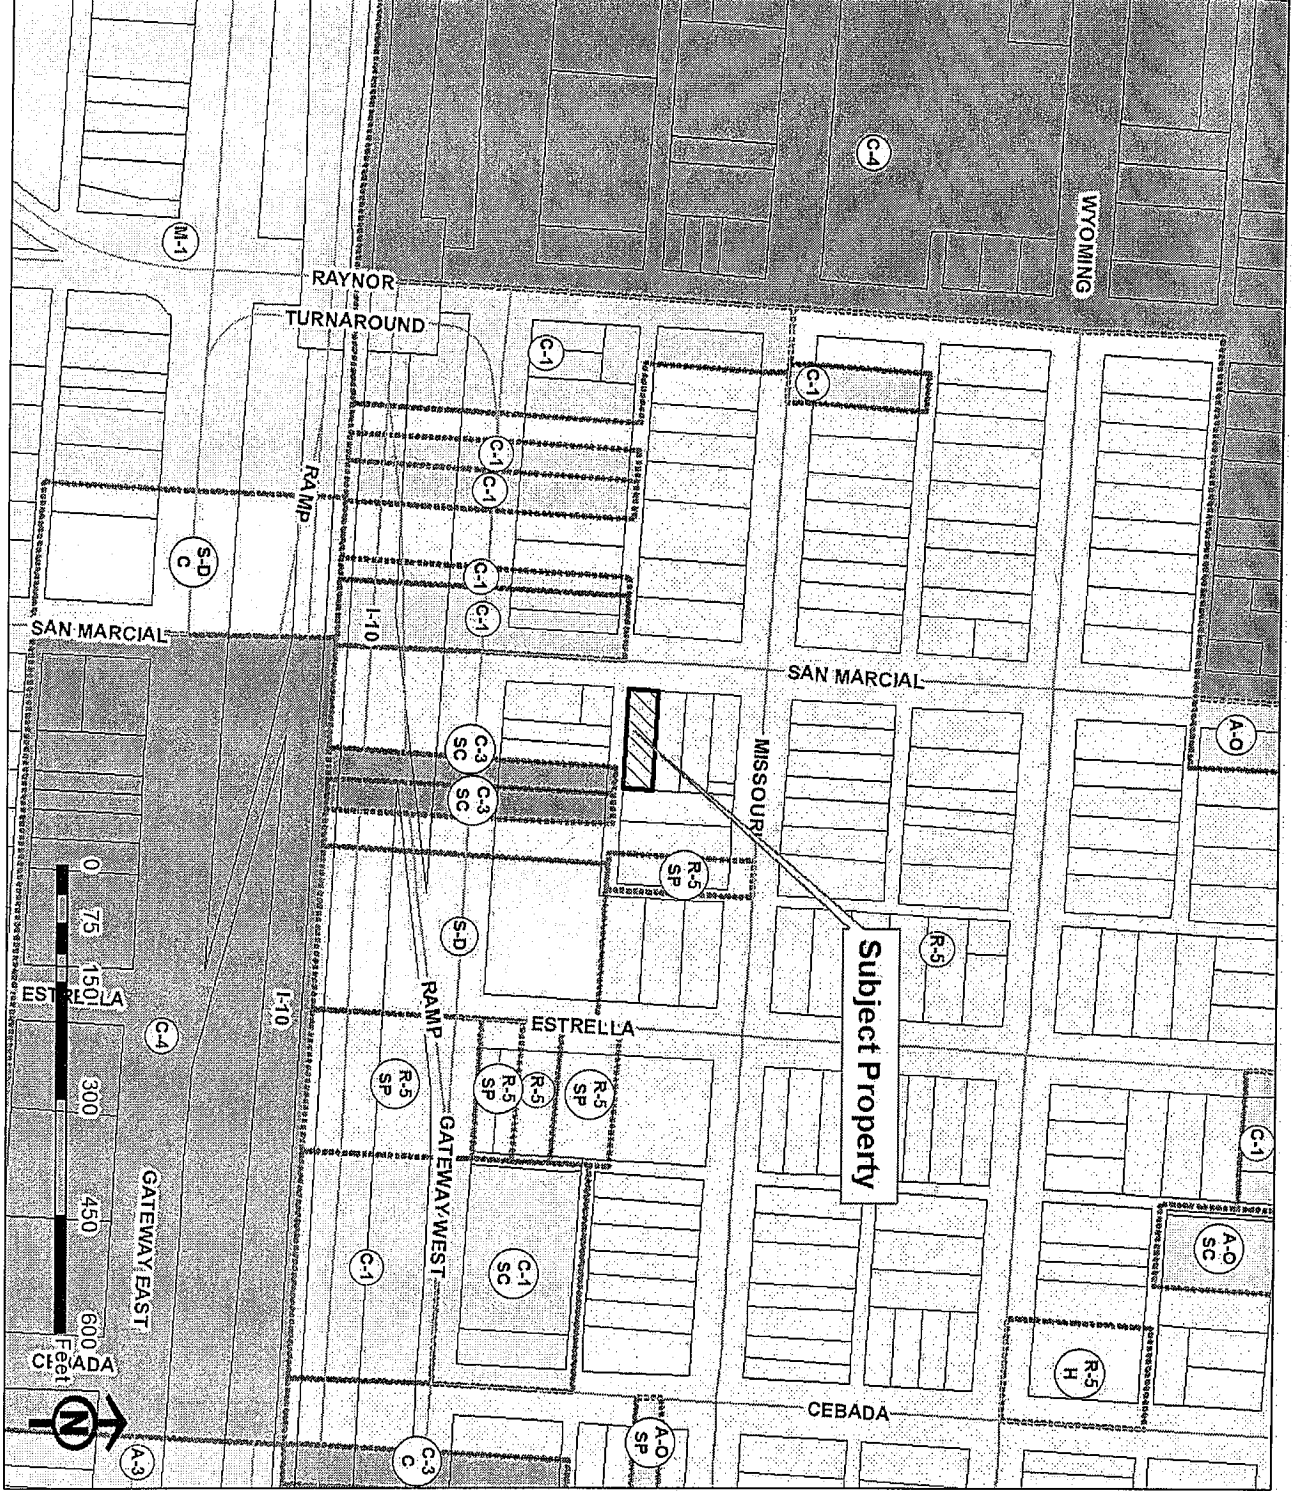 C-4
WYOMING
M-1
RAYNOR
TURNAROUND
C-1
C-1
C-1
C-1
RAMP
S-D
C
C-1
C-1
I-10
SAN MARCIAL
SAN MARCIAL
A-O
C-3
SC
C-3
SC
MISSOURI
R-5
SP
S-D
R-5
Subject Property
RAMP
ESTRELLA
ESTRELLA
I-10
C-4
R-5
SP
R-5
SP
R-5
R-5
SP
C-1
A-O
SC
GATEWAY WEST
GATEWAY EAST
C-1
C-1
SC
R-5
H
CEBADA
CEBADA
A-O
SP
C-3
C
A-3
0 75 150 300 450 600
Feet
N